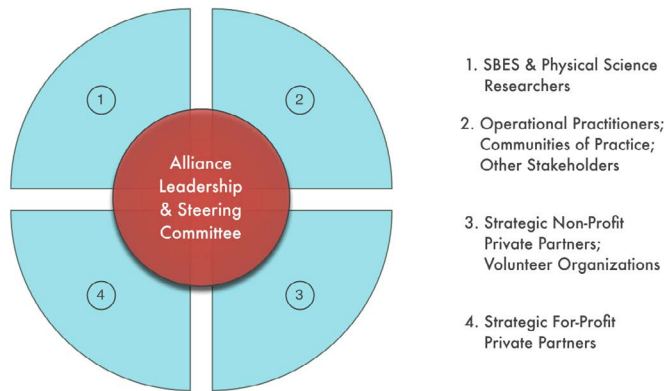 1
2
Alliance
Leadership
& Steering
Committee
4
3
1. SBES & Physical Science
Researchers
2. Operational Practitioners;
Communities of Practice;
Other Stakeholders
3. Strategic Non-Profit
Private Partners;
Volunteer Organizations
4. Strategic For-Profit
Private Partners